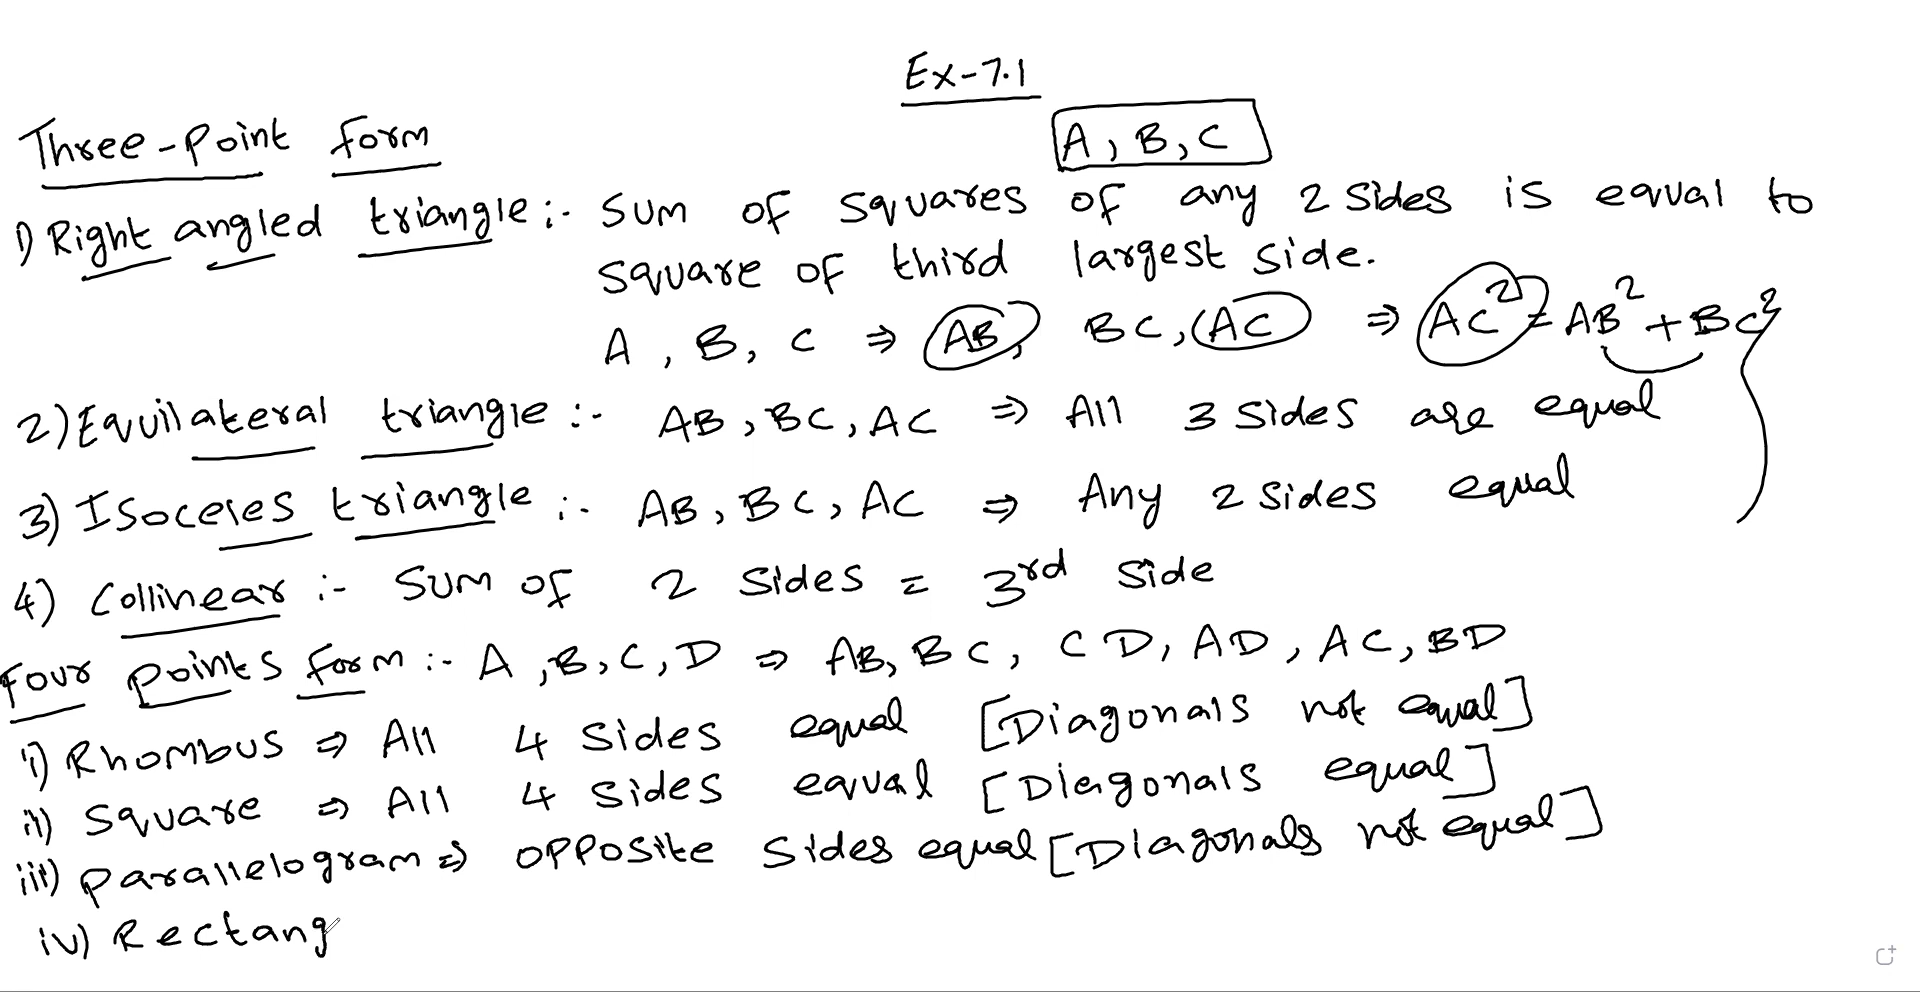 Ex-7.1
Three-Point form
A, B, C
1) Right angled triangle :- Sum of squares of any 2 sides is equal to
square of third largest side.
A, B, C ⇒ AB, BC, AC ⇒ AC² = AB² + BC²
2) Equilateral triangle :- AB, BC, AC ⇒ All 3 sides are equal
3) Isoceles triangle :- AB, BC, AC ⇒ Any 2 sides equal
4) Collinear :- Sum of 2 sides = 3rd side
Four points form :- A, B, C, D ⇒ AB, BC, CD, AD, AC, BD
i) Rhombus ⇒ All 4 sides equal [Diagonals not equal]
ii) Square ⇒ All 4 sides equal [Diagonals equal]
iii) Parallelogram ⇒ opposite sides equal [Diagonals not equal]
iv) Rectang